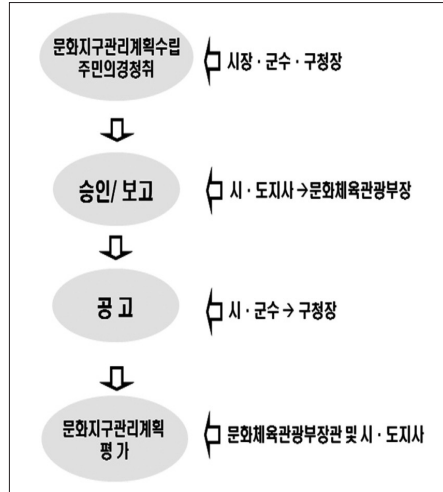 문화지구관리계획수립
주민의경청취
시장 · 군수 · 구청장
승인/ 보고
시 · 도지사 → 문화체육관광부장
공 고
시 · 군수 → 구청장
문화지구관리계획
평 가
문화체육관광부장관 및 시 · 도지사